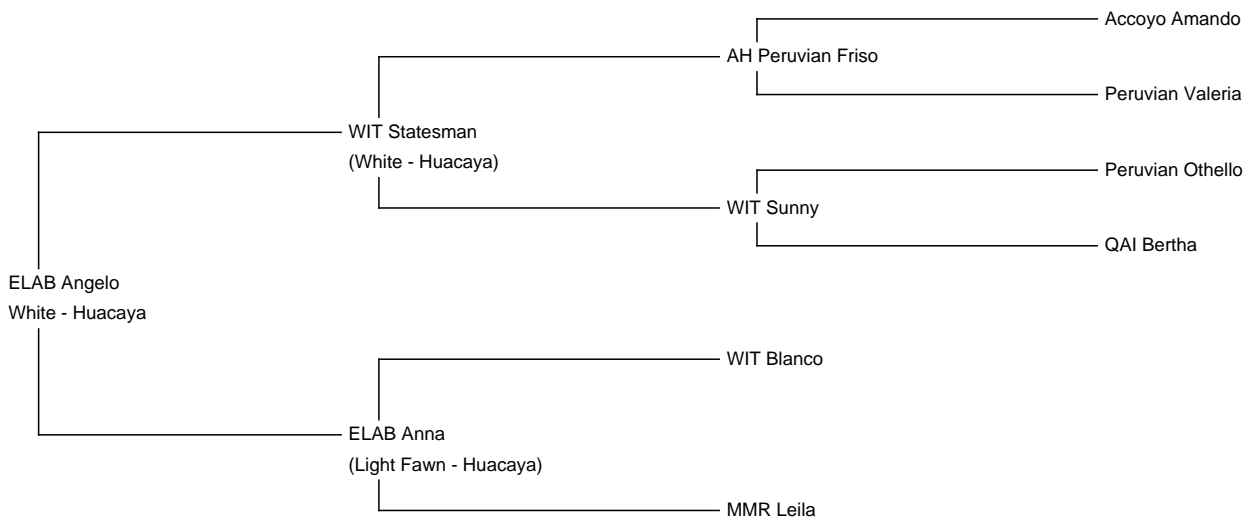 Accoyo Amando
AH Peruvian Friso
Peruvian Valeria
WIT Statesman
(White - Huacaya)
Peruvian Othello
WIT Sunny
QAI Bertha
ELAB Angelo
White - Huacaya
WIT Blanco
ELAB Anna
(Light Fawn - Huacaya)
MMR Leila